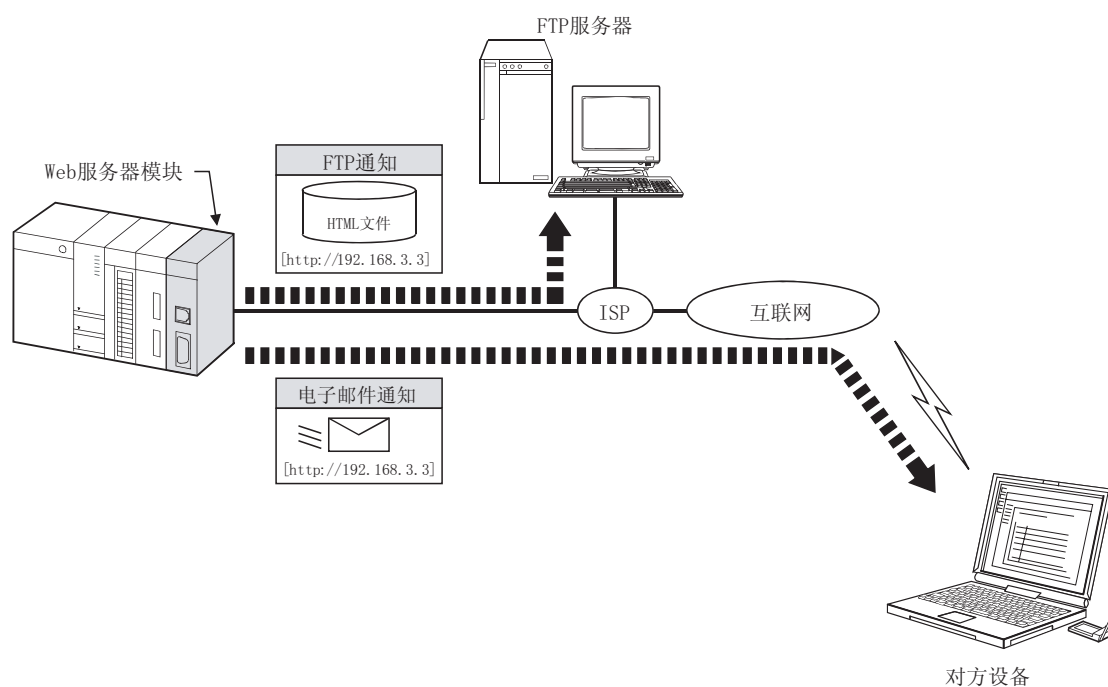 FTP服务器
Web服务器模块
FTP通知
HTML文件
[http://192.168.3.3]
ISP
互联网
电子邮件通知
[http://192.168.3.3]
对方设备